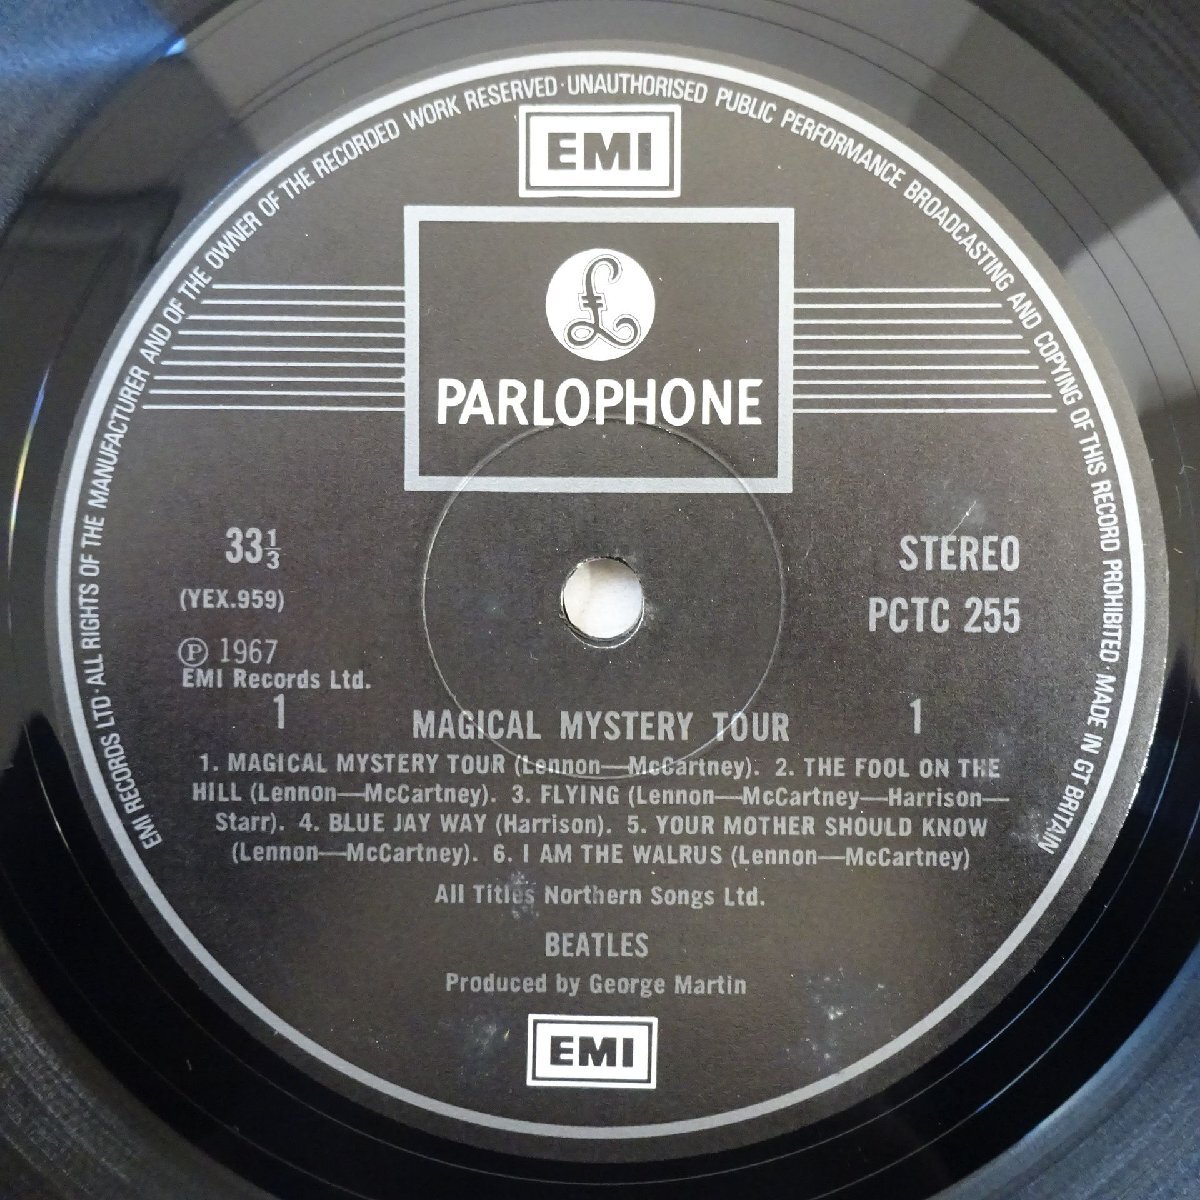 EMI RECORDS LTD · ALL RIGHTS OF THE MANUFACTURER AND OF THE OWNER OF THE RECORDED WORK RESERVED · UNAUTHORISED PUBLIC PERFORMANCE BROADCASTING AND COPYING OF THIS RECORD PROHIBITED · MADE IN GT BRITAIN
EMI
£
PARLOPHONE
33⅓
STEREO
(YEX.959)
PCTC 255
℗ 1967
EMI Records Ltd.
1 MAGICAL MYSTERY TOUR 1
1. MAGICAL MYSTERY TOUR (Lennon—McCartney). 2. THE FOOL ON THE
HILL (Lennon—McCartney). 3. FLYING (Lennon—McCartney—Harrison—
Starr). 4. BLUE JAY WAY (Harrison). 5. YOUR MOTHER SHOULD KNOW
(Lennon—McCartney). 6. I AM THE WALRUS (Lennon—McCartney)
All Titles Northern Songs Ltd.
BEATLES
Produced by George Martin
EMI